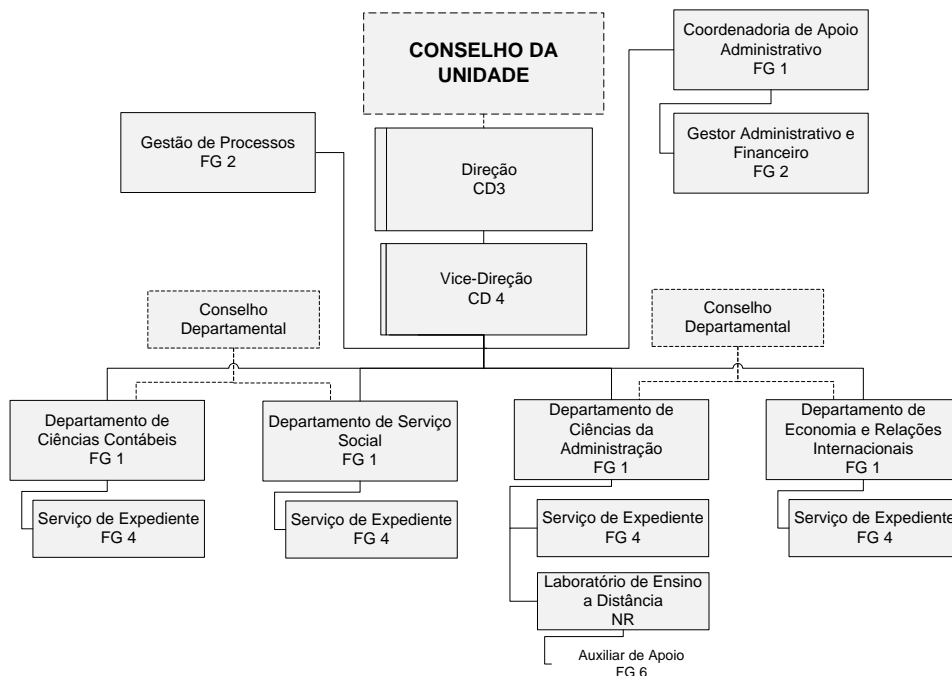 CONSELHO DA
UNIDADE
Coordenadoria de Apoio
Administrativo
FG 1
Gestão de Processos
FG 2
Direção
CD3
Gestor Administrativo e
Financeiro
FG 2
Vice-Direção
CD 4
Conselho
Departamental
Conselho
Departamental
Departamento de
Ciências Contábeis
FG 1
Departamento de Serviço
Social
FG 1
Departamento de
Ciências da
Administração
FG 1
Departamento de
Economia e Relações
Internacionais
FG 1
Serviço de Expediente
FG 4
Serviço de Expediente
FG 4
Serviço de Expediente
FG 4
Serviço de Expediente
FG 4
Laboratório de Ensino
a Distância
NR
Auxiliar de Apoio
FG 6